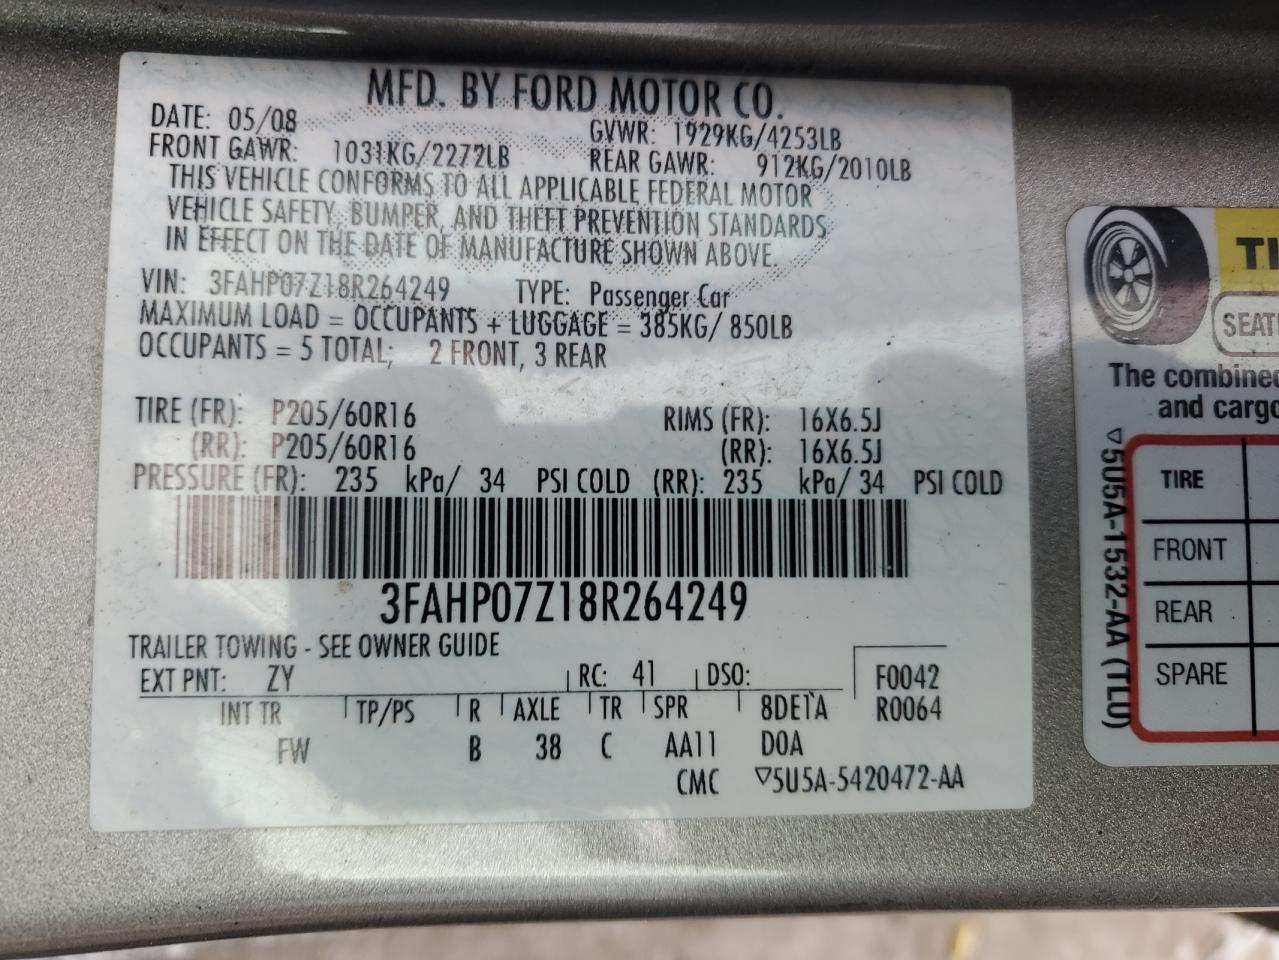 MFD. BY FORD MOTOR CO.
DATE: 05/08 GVWR: 1929KG/4253LB
FRONT GAWR: 1031KG/2272LB REAR GAWR: 912KG/2010LB
THIS VEHICLE CONFORMS TO ALL APPLICABLE FEDERAL MOTOR
VEHICLE SAFETY, BUMPER, AND THEFT PREVENTION STANDARDS
IN EFFECT ON THE DATE OF MANUFACTURE SHOWN ABOVE.
VIN: 3FAHP07Z18R264249 TYPE: Passenger Car
MAXIMUM LOAD = OCCUPANTS + LUGGAGE = 385KG/ 850LB
OCCUPANTS = 5 TOTAL; 2 FRONT, 3 REAR
TIRE (FR): P205/60R16 RIMS (FR): 16X6.5J
(RR): P205/60R16 (RR): 16X6.5J
PRESSURE (FR): 235 kPa/ 34 PSI COLD (RR): 235 kPa/ 34 PSI COLD
3FAHP07Z18R264249
TRAILER TOWING - SEE OWNER GUIDE
EXT PNT: ZY RC: 41 DSO: F0042
INT TR TP/PS R AXLE TR SPR 8DE1A R0064
FW B 38 C AA11 D0A
CMC ▽5U5A-5420472-AA
TI
SEATI
The combined
and cargo
▽5U5A-1532-AA (TLU)
TIRE
FRONT
REAR
SPARE